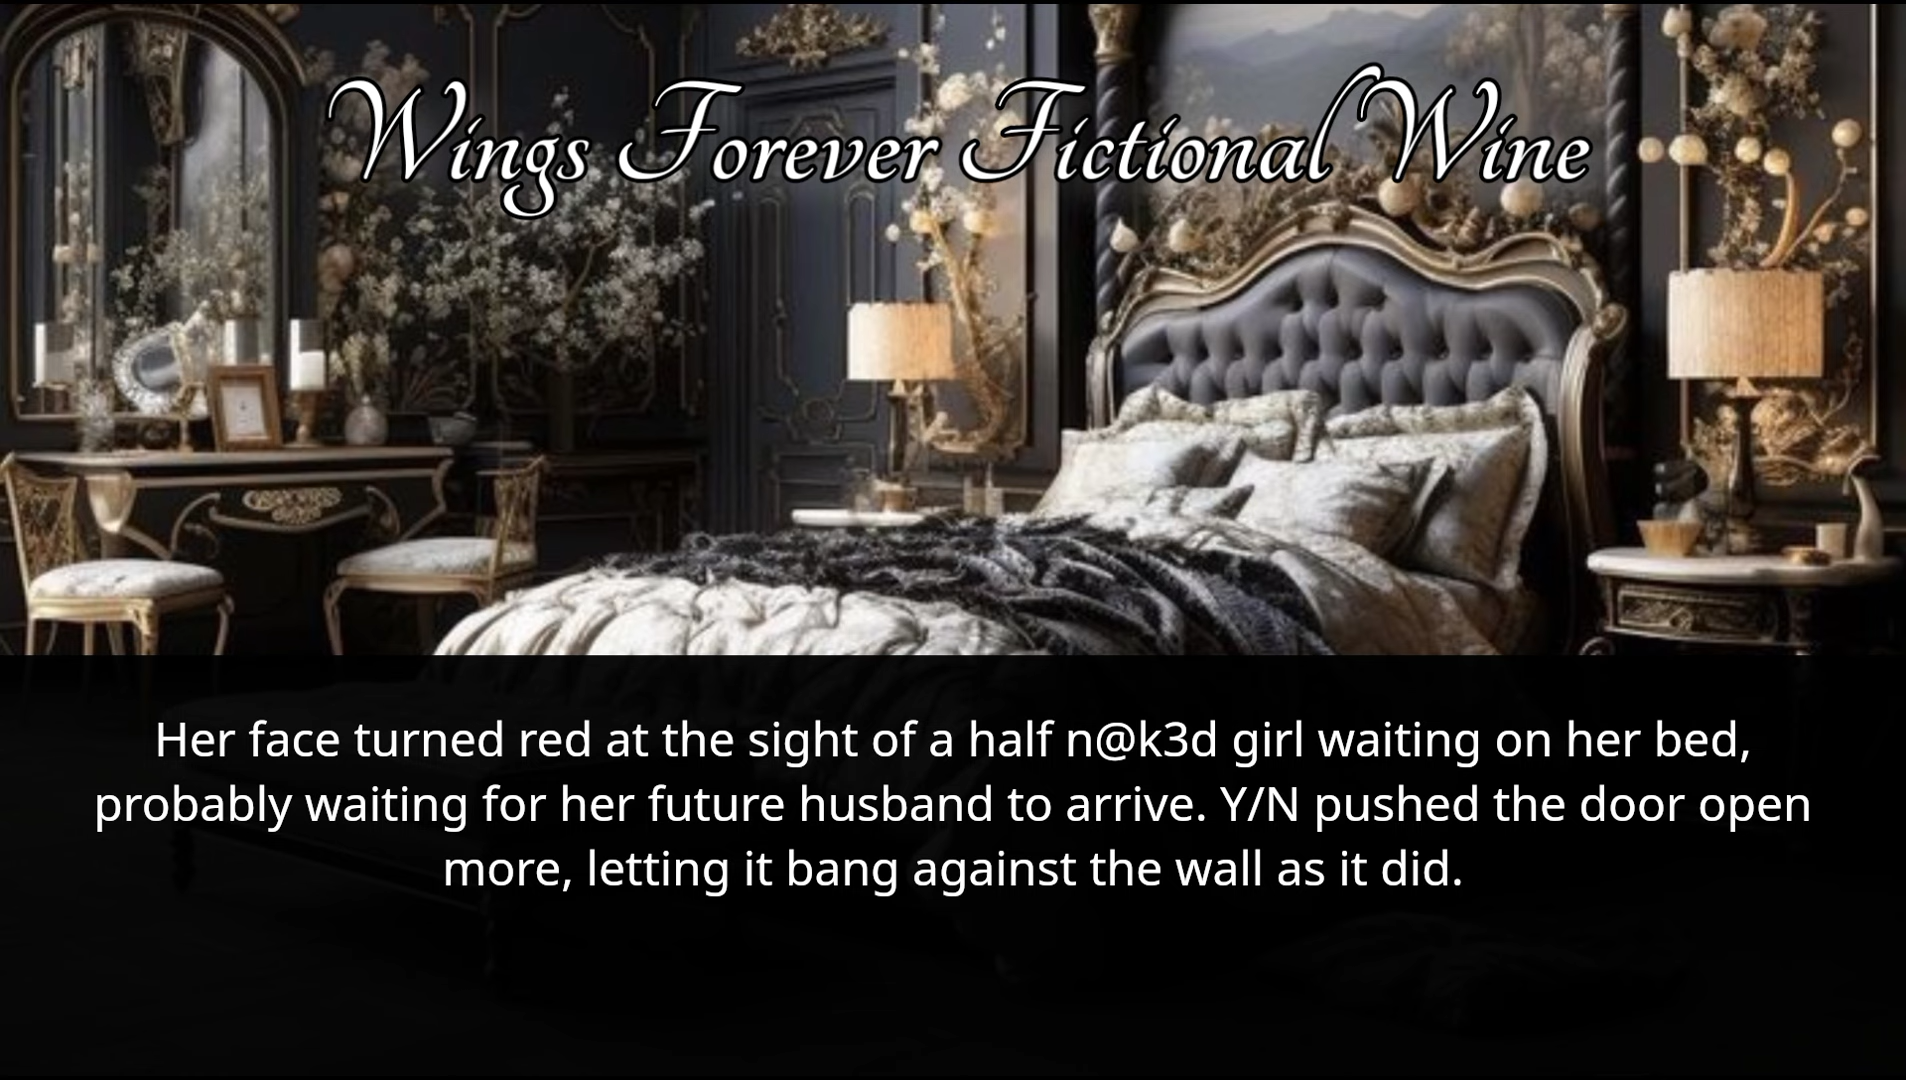 Wings Forever Fictional Wine
Her face turned red at the sight of a half n@k3d girl waiting on her bed,
probably waiting for her future husband to arrive. Y/N pushed the door open
more, letting it bang against the wall as it did.